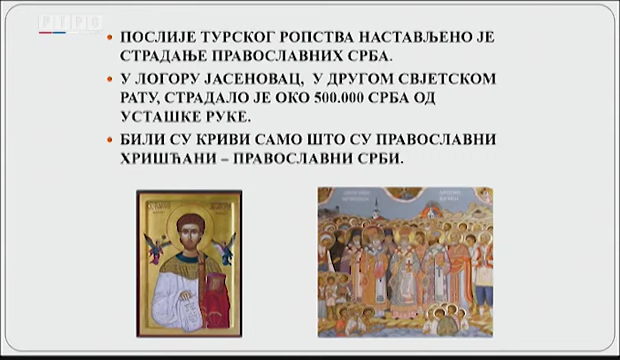 ПОСЛИЈЕ ТУРСКОГ РОПСТВА НАСТАВЉЕНО ЈЕ
СТРАДАЊЕ ПРАВОСЛАВНИХ СРБА.
У ЛОГОРУ ЈАСЕНОВАЦ, У ДРУГОМ СВЈЕТСКОМ
РАТУ, СТРАДАЛО ЈЕ ОКО 500.000 СРБА ОД
УСТАШКЕ РУКЕ.
БИЛИ СУ КРИВИ САМО ШТО СУ ПРАВОСЛАВНИ
ХРИШЋАНИ – ПРАВОСЛАВНИ СРБИ.